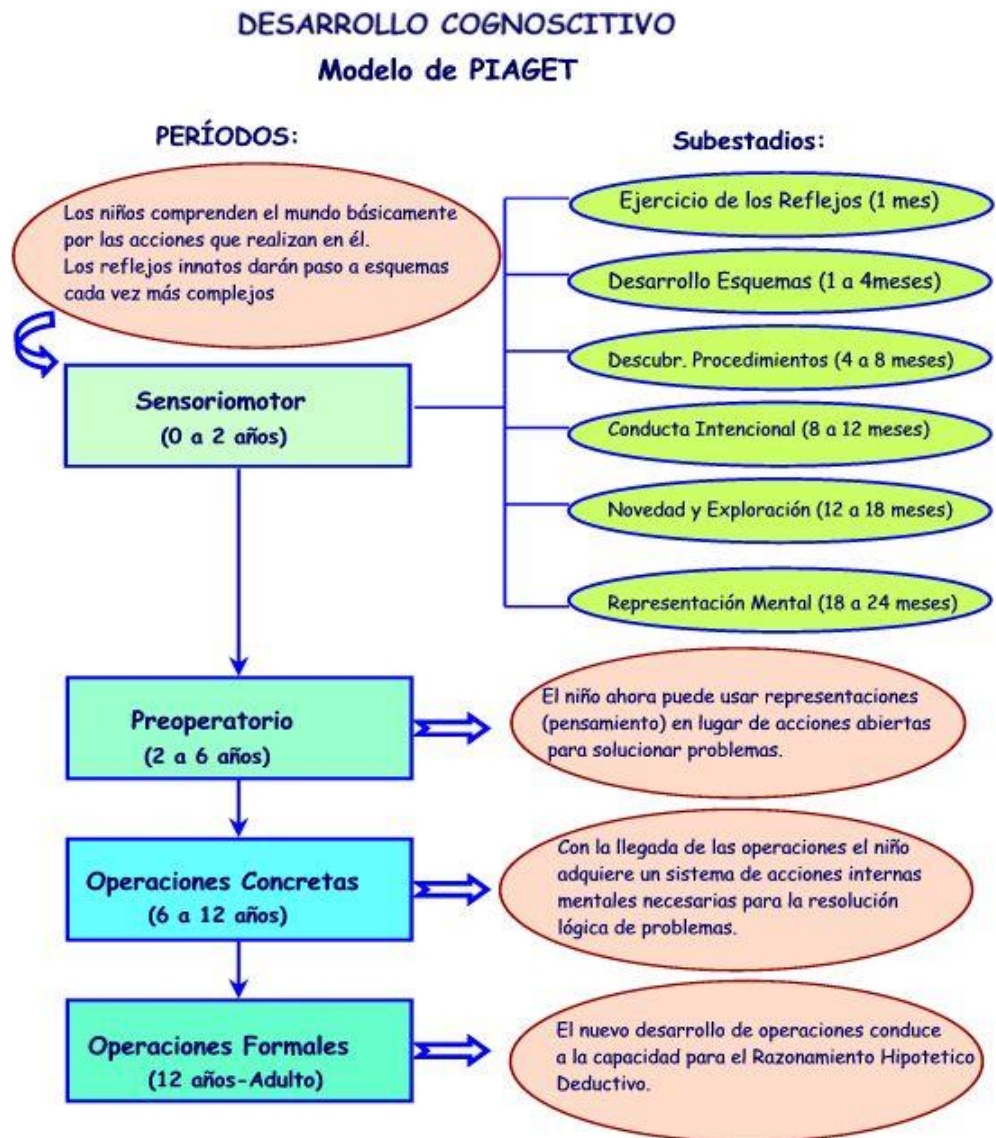 DESARROLLO COGNOSCITIVO
Modelo de PIAGET
PERÍODOS:
Los niños comprenden el mundo básicamente
por las acciones que realizan en él.
Los reflejos innatos darán paso a esquemas
cada vez más complejos
Sensoriomotor
(0 a 2 años)
Subestadios:
Ejercicio de los Reflejos (1 mes)
Desarrollo Esquemas (1 a 4meses)
Descubr. Procedimientos (4 a 8 meses)
Conducta Intencional (8 a 12 meses)
Novedad y Exploración (12 a 18 meses)
Representación Mental (18 a 24 meses)
Preoperatorio
(2 a 6 años)
El niño ahora puede usar representaciones
(pensamiento) en lugar de acciones abiertas
para solucionar problemas.
Operaciones Concretas
(6 a 12 años)
Con la llegada de las operaciones el niño
adquiere un sistema de acciones internas
mentales necesarias para la resolución
lógica de problemas.
Operaciones Formales
(12 años-Adulto)
El nuevo desarrollo de operaciones conduce
a la capacidad para el Razonamiento Hipotetico
Deductivo.